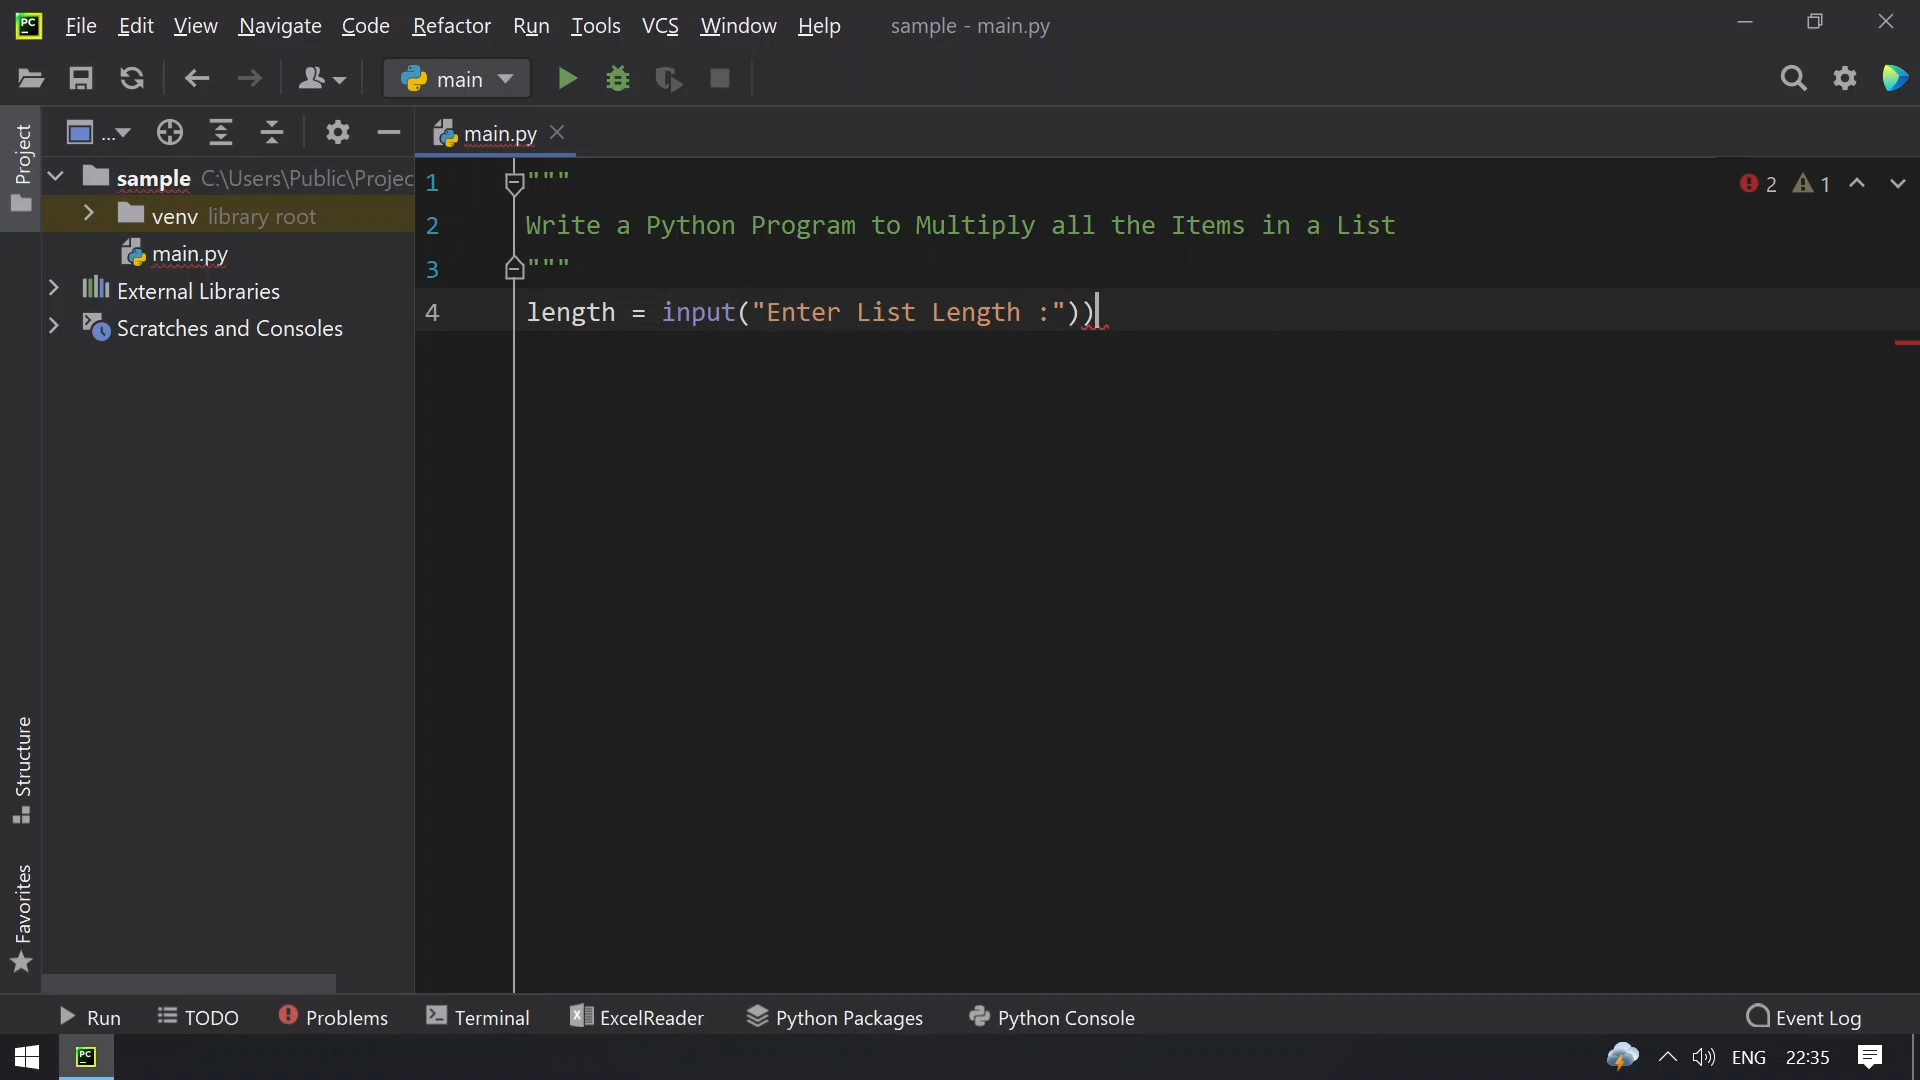 PC File Edit View Navigate Code Refactor Run Tools VCS Window Help sample - main.py
main
Project ... main.py
sample C:\Users\Public\Projec
venv library root
main.py
External Libraries
Scratches and Consoles
1 """
2 Write a Python Program to Multiply all the Items in a List
3 """
4 length = input("Enter List Length :"))
2 1
Structure
Favorites
Run TODO Problems Terminal ExcelReader Python Packages Python Console Event Log
PC ENG 22:35